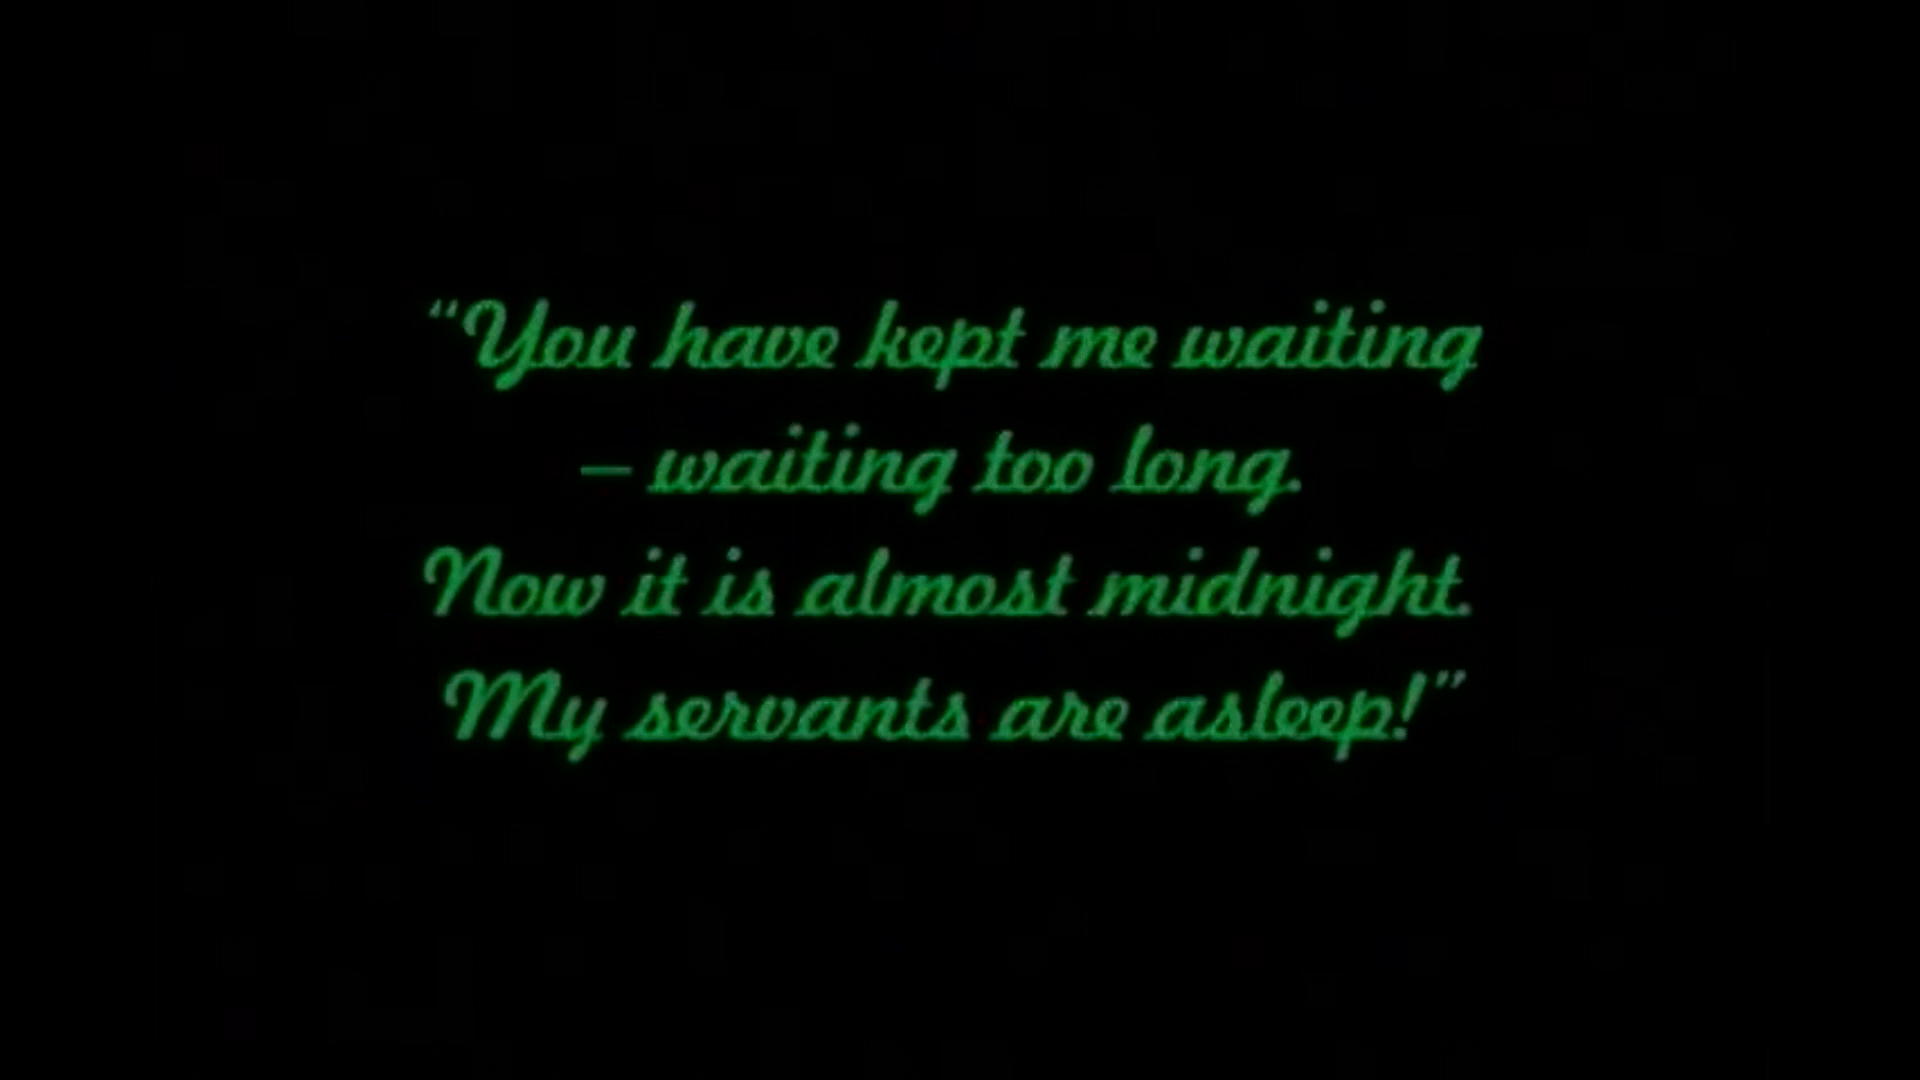 “You have kept me waiting
– waiting too long.
Now it is almost midnight.
My servants are asleep!”